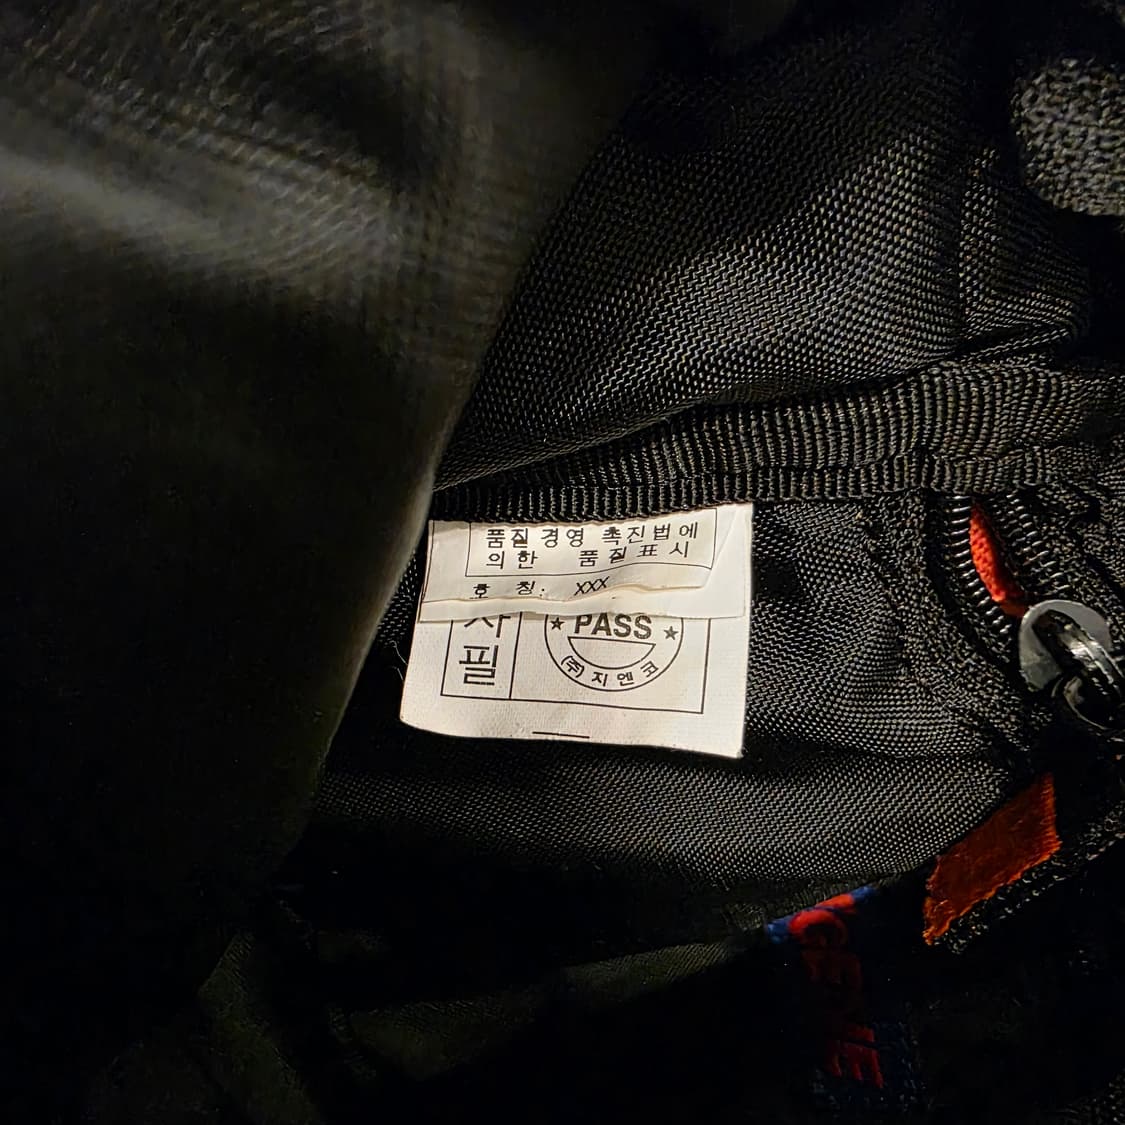 품질 경영 촉진법에
의한 품질표시
호 칭: XXX
PASS
필
(주) 지엔코